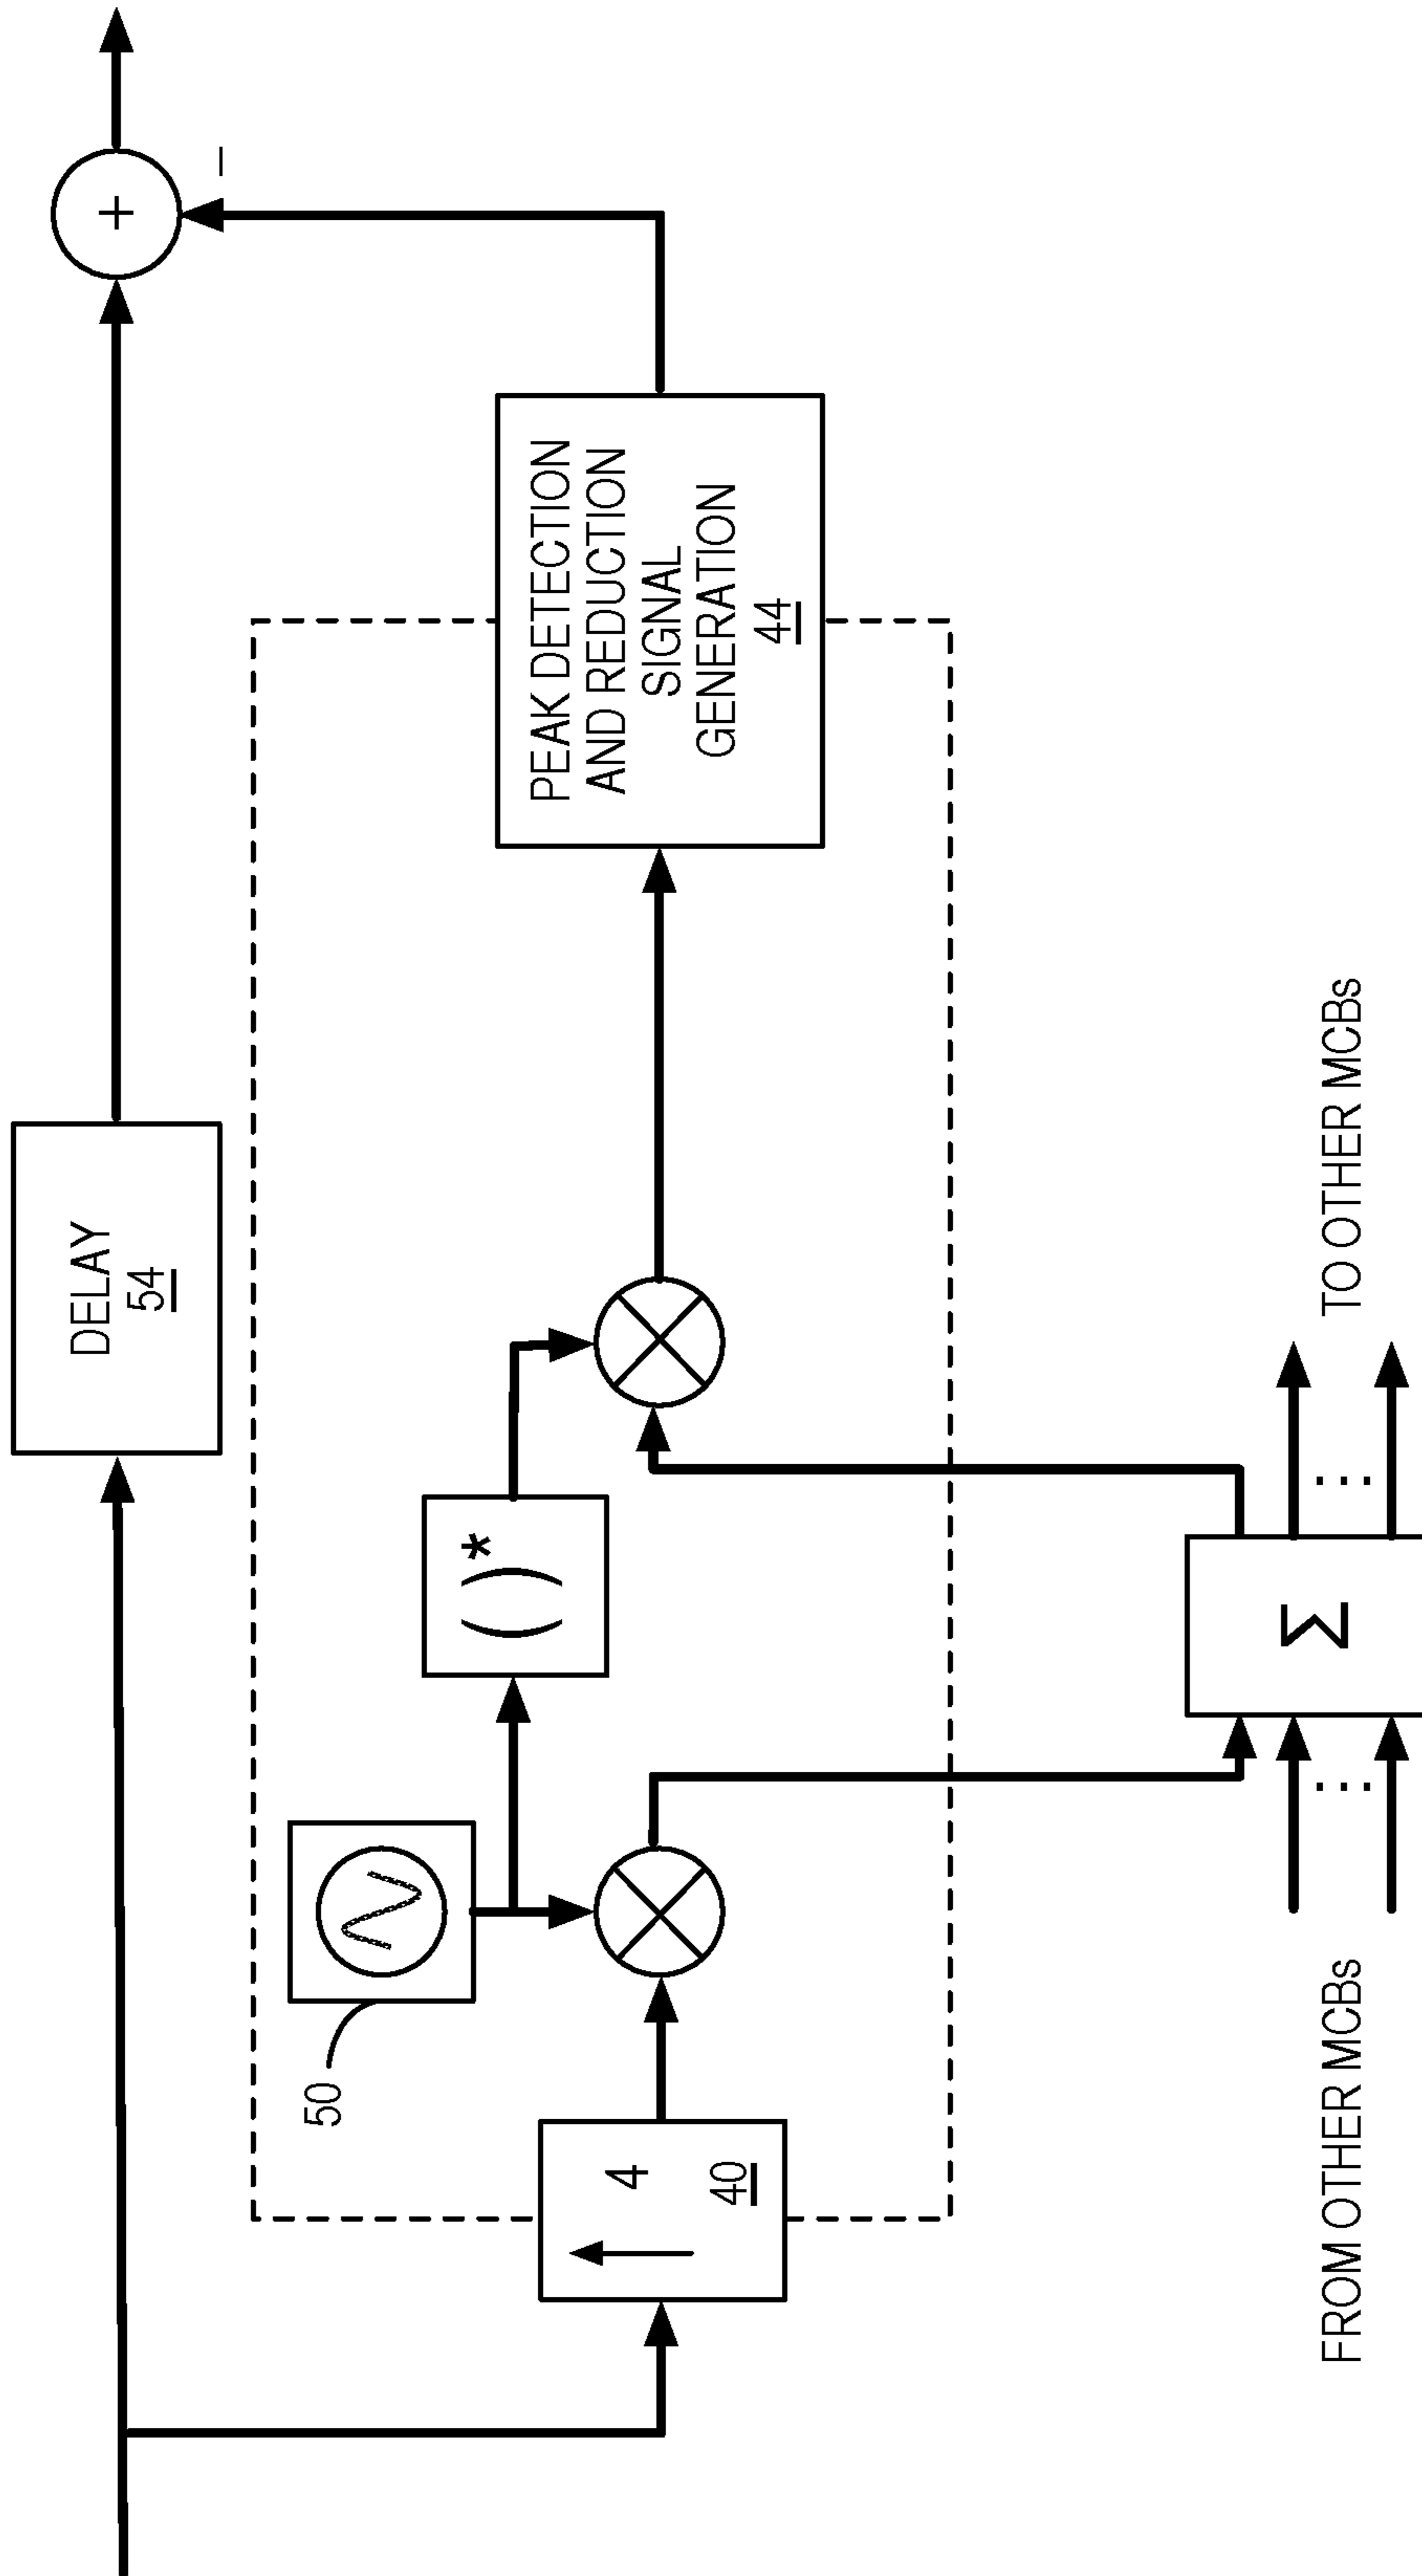 DELAY
54
+
–
50
( )*
PEAK DETECTION
AND REDUCTION
SIGNAL
GENERATION
44
4
40
Σ
...
...
FROM OTHER MCBs
TO OTHER MCBs